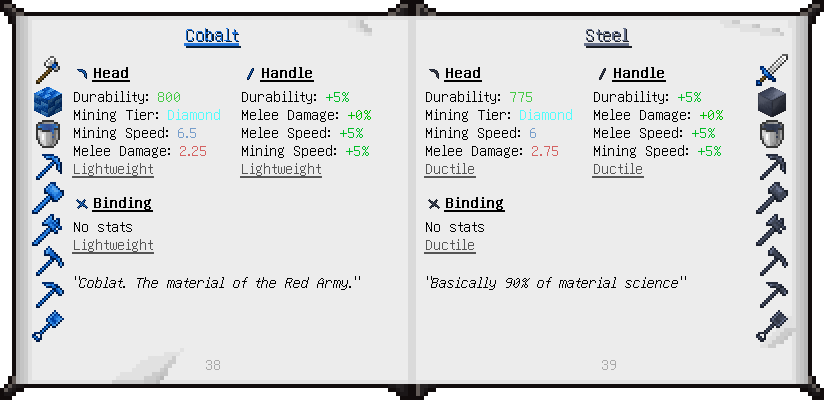 Cobalt
Head
Durability: 800
Mining Tier: Diamond
Mining Speed: 6.5
Melee Damage: 2.25
Lightweight
Handle
Durability: +5%
Melee Damage: +0%
Melee Speed: +5%
Mining Speed: +5%
Lightweight
Binding
No stats
Lightweight
"Coblat. The material of the Red Army."
38
Steel
Head
Durability: 775
Mining Tier: Diamond
Mining Speed: 6
Melee Damage: 2.75
Ductile
Handle
Durability: +5%
Melee Damage: +0%
Melee Speed: +5%
Mining Speed: +5%
Ductile
Binding
No stats
Ductile
"Basically 90% of material science"
39